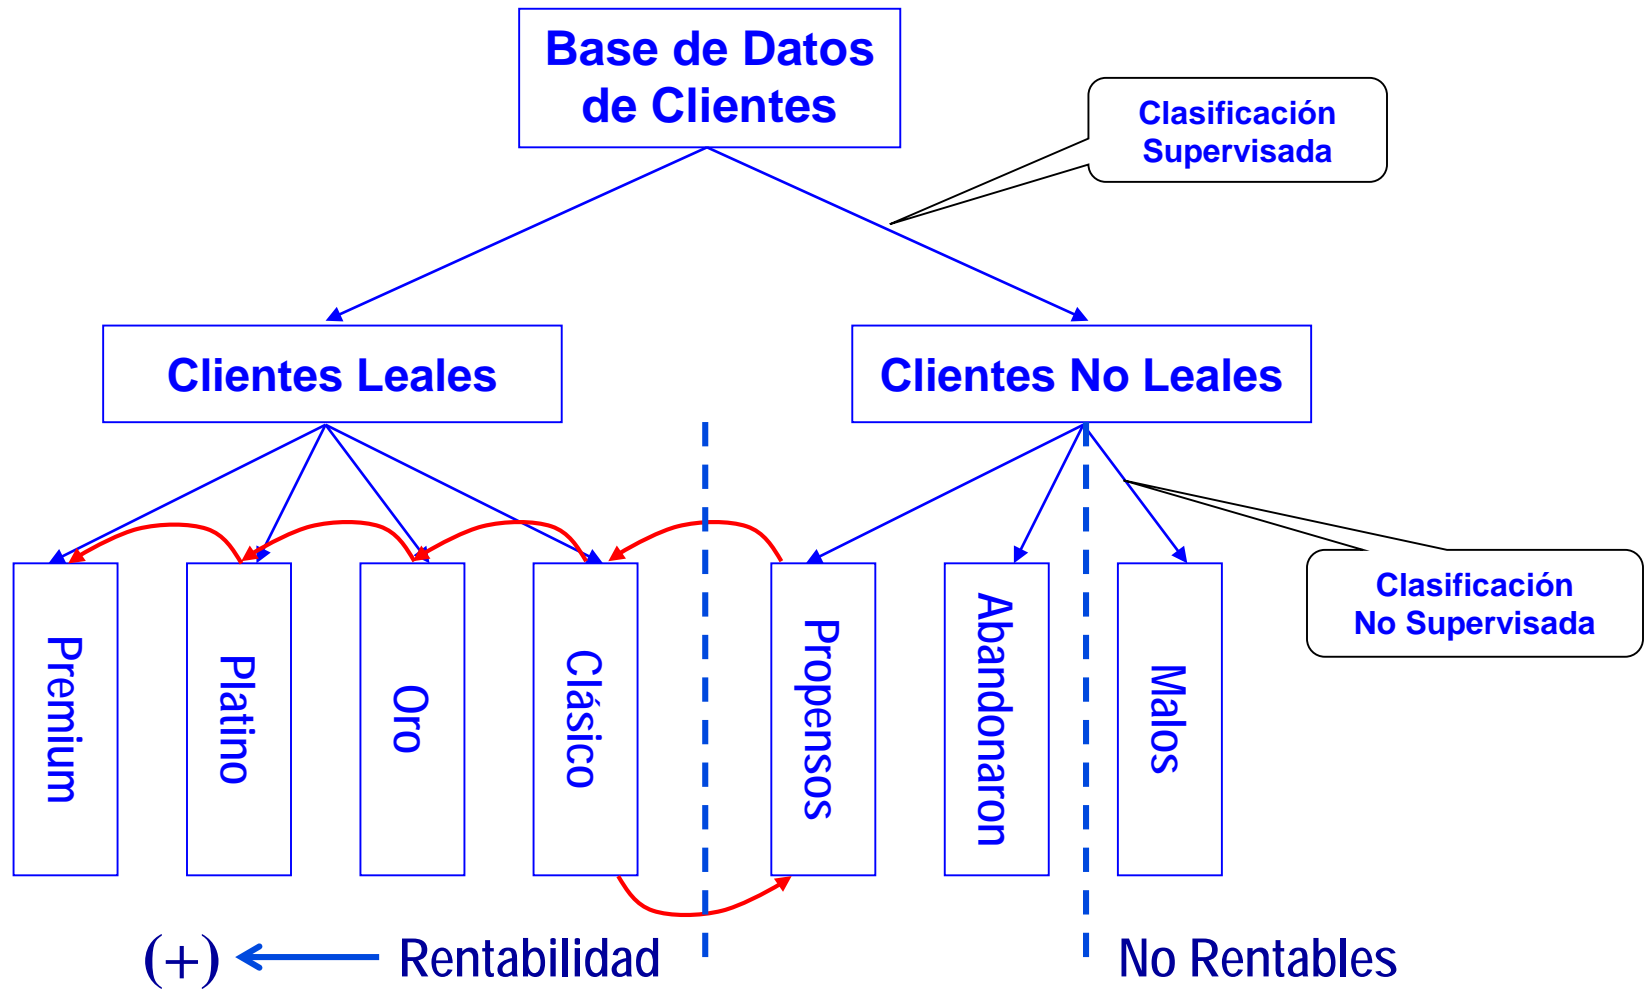 Base de Datos
de Clientes
Clasificación
Supervisada
Clientes Leales
Clientes No Leales
Clasificación
No Supervisada
Premium
Platino
Oro
Clásico
Propensos
Abandonaron
Malos
(+)
Rentabilidad
No Rentables